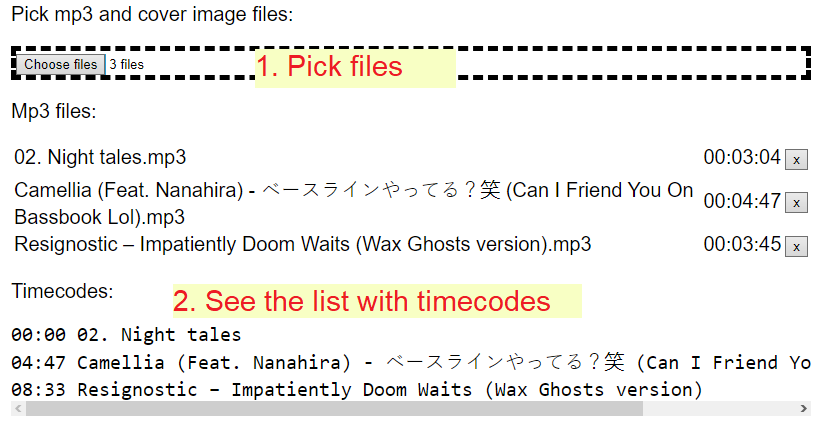 Pick mp3 and cover image files:
Choose files 3 files
1. Pick files
Mp3 files:
02. Night tales.mp3 00:03:04 x
Camellia (Feat. Nanahira) - ベースラインやってる？笑 (Can I Friend You On
Bassbook Lol).mp3 00:04:47 x
Resignostic – Impatiently Doom Waits (Wax Ghosts version).mp3 00:03:45 x
Timecodes:
2. See the list with timecodes
00:00 02. Night tales
04:47 Camellia (Feat. Nanahira) - ベースラインやってる？笑 (Can I Friend Yo
08:33 Resignostic – Impatiently Doom Waits (Wax Ghosts version)